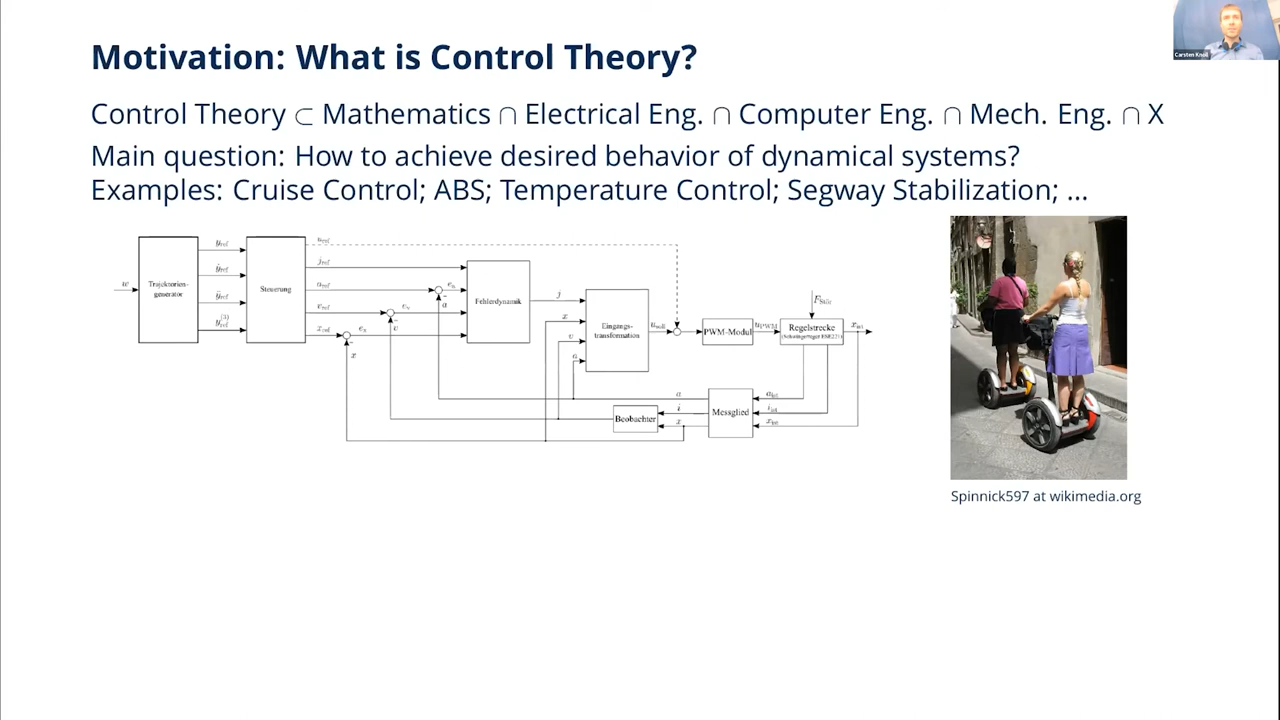 Carsten Knoll
Motivation: What is Control Theory?
Control Theory ⊂ Mathematics ∩ Electrical Eng. ∩ Computer Eng. ∩ Mech. Eng. ∩ X
Main question: How to achieve desired behavior of dynamical systems?
Examples: Cruise Control; ABS; Temperature Control; Segway Stabilization; ...
w
Trajektorien-
generator
Steuerung
Fehlerdynamik
j
x
v
a
Eingangs-
transformation
PWM-Modul
Regelstrecke
Messglied
Beobachter
a
i
x
Spinnick597 at wikimedia.org